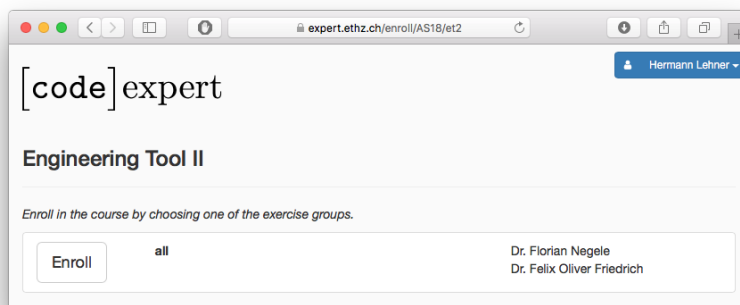 expert.ethz.ch/enroll/AS18/et2
Hermann Lehner
[code]expert
Engineering Tool II
Enroll in the course by choosing one of the exercise groups.
Enroll
all
Dr. Florian Negele
Dr. Felix Oliver Friedrich